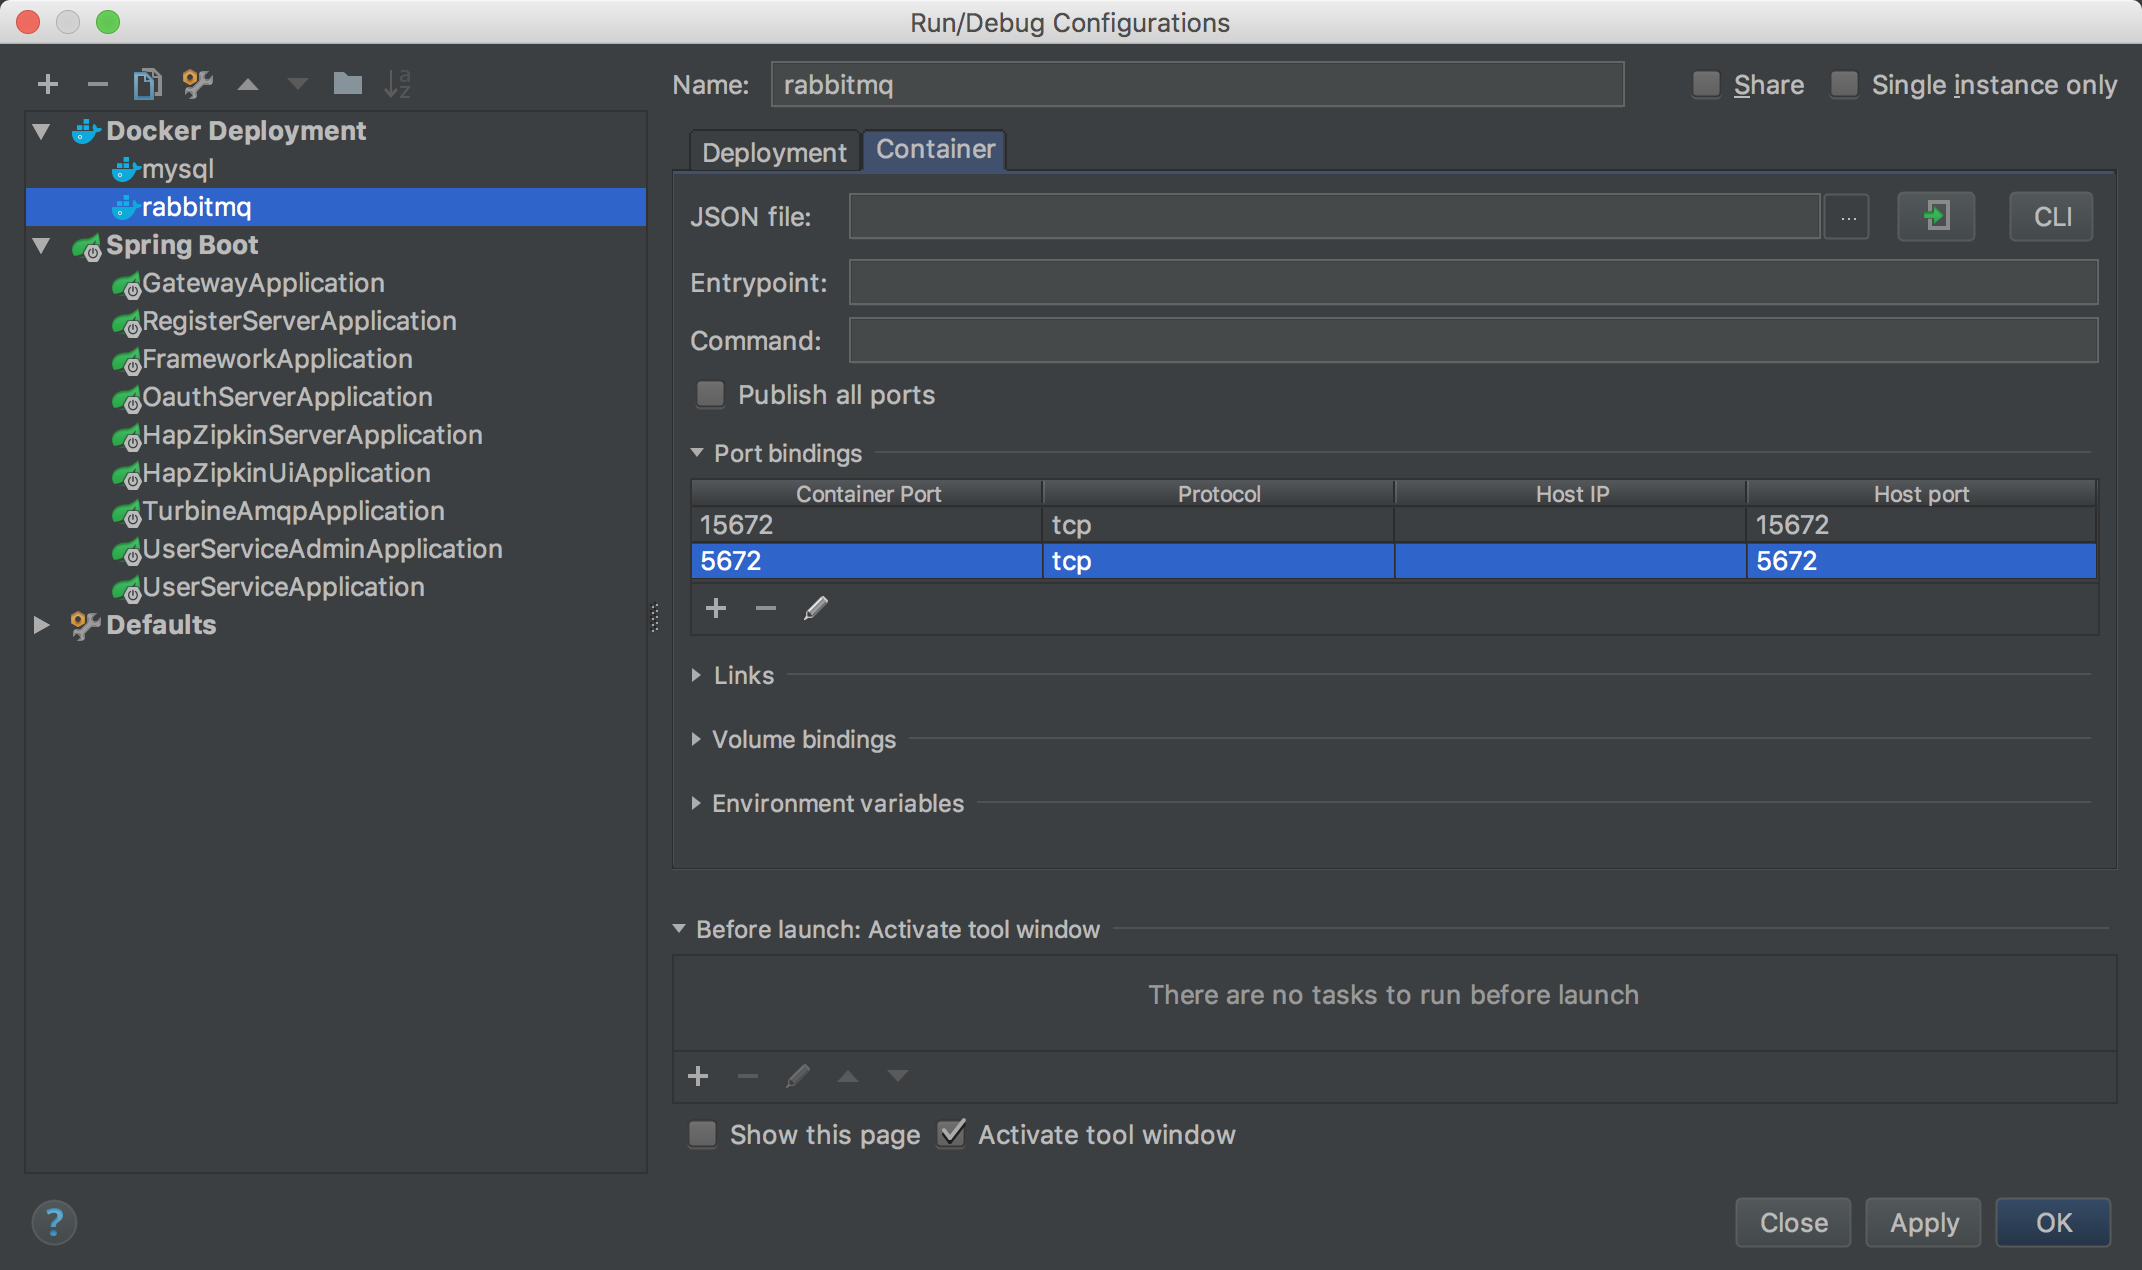 Run/Debug Configurations
Name: rabbitmq Share Single instance only
Docker Deployment
mysql
rabbitmq
Spring Boot
GatewayApplication
RegisterServerApplication
FrameworkApplication
OauthServerApplication
HapZipkinServerApplication
HapZipkinUiApplication
TurbineAmqpApplication
UserServiceAdminApplication
UserServiceApplication
Defaults
Deployment Container
JSON file: ... CLI
Entrypoint:
Command:
Publish all ports
Port bindings
Container Port Protocol Host IP Host port
15672 tcp 15672
5672 tcp 5672
Links
Volume bindings
Environment variables
Before launch: Activate tool window
There are no tasks to run before launch
Show this page Activate tool window
? Close Apply OK